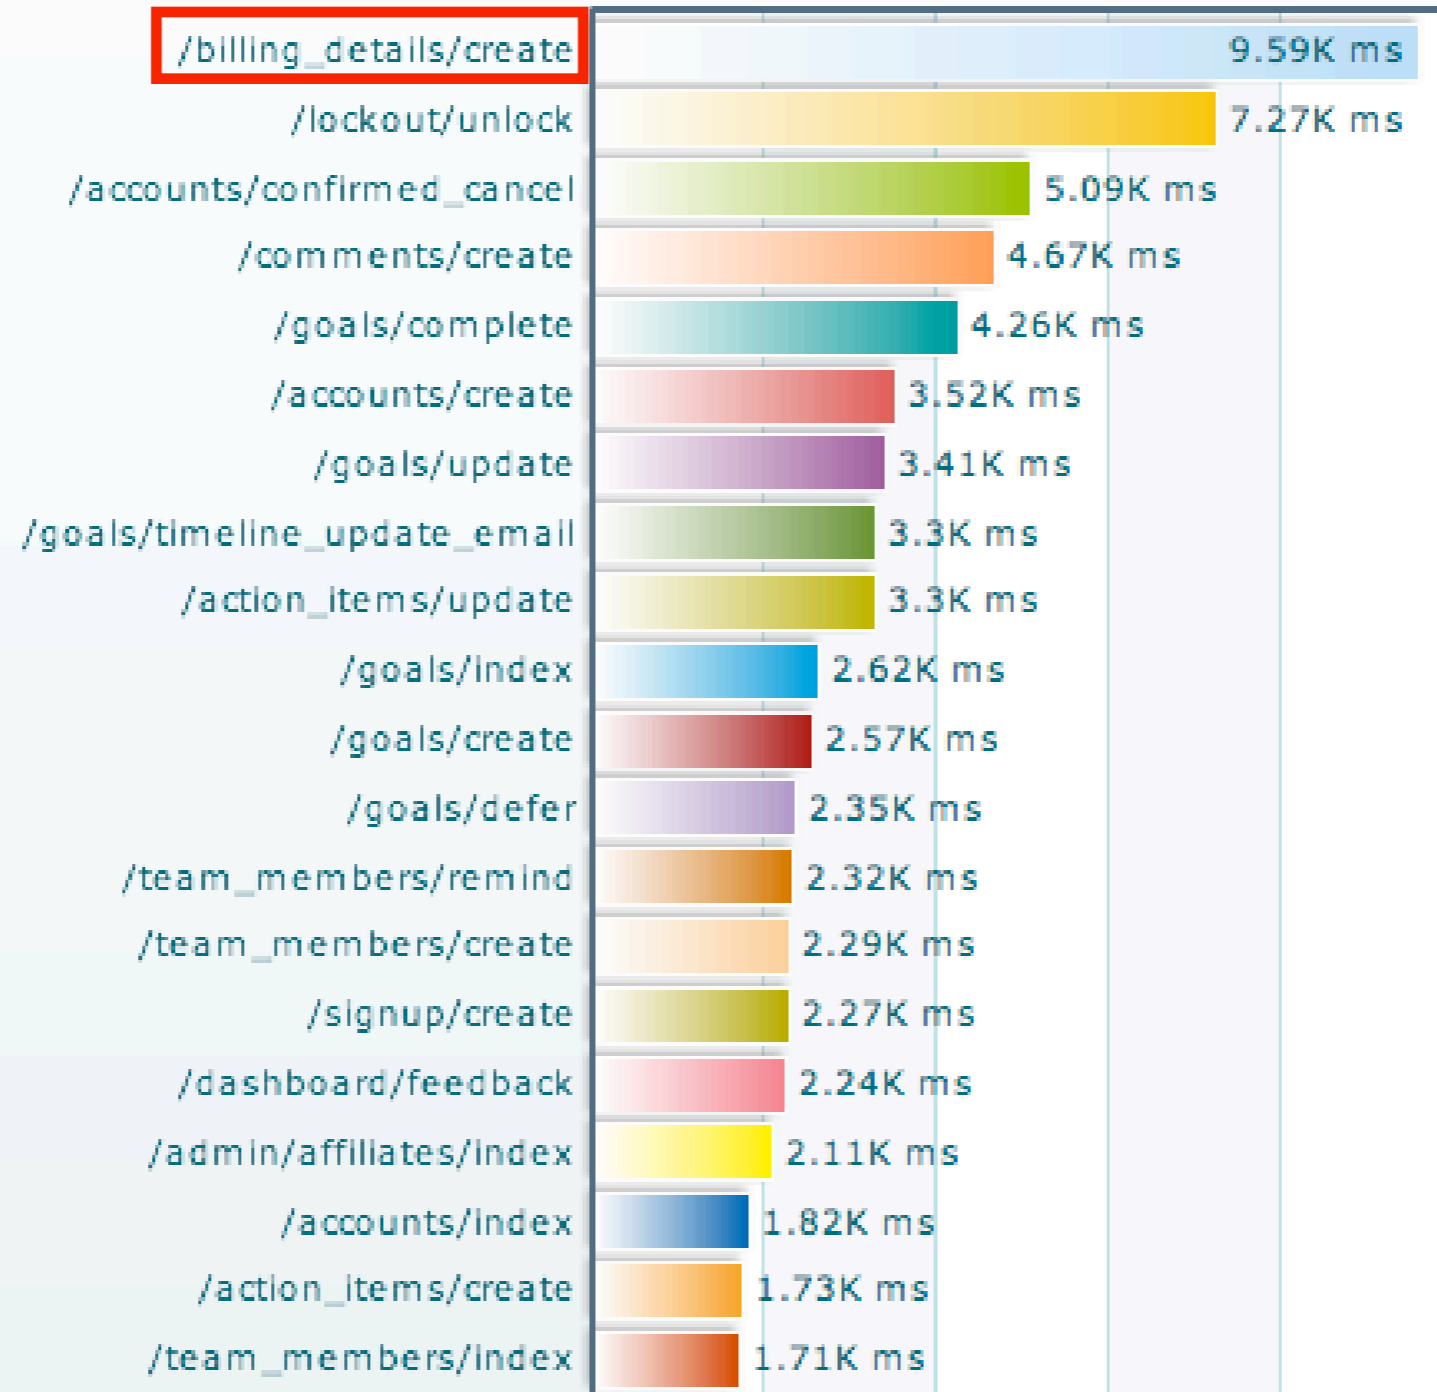 /billing_details/create 9.59K ms
/lockout/unlock 7.27K ms
/accounts/confirmed_cancel 5.09K ms
/comments/create 4.67K ms
/goals/complete 4.26K ms
/accounts/create 3.52K ms
/goals/update 3.41K ms
/goals/timeline_update_email 3.3K ms
/action_items/update 3.3K ms
/goals/index 2.62K ms
/goals/create 2.57K ms
/goals/defer 2.35K ms
/team_members/remind 2.32K ms
/team_members/create 2.29K ms
/signup/create 2.27K ms
/dashboard/feedback 2.24K ms
/admin/affiliates/index 2.11K ms
/accounts/index 1.82K ms
/action_items/create 1.73K ms
/team_members/index 1.71K ms